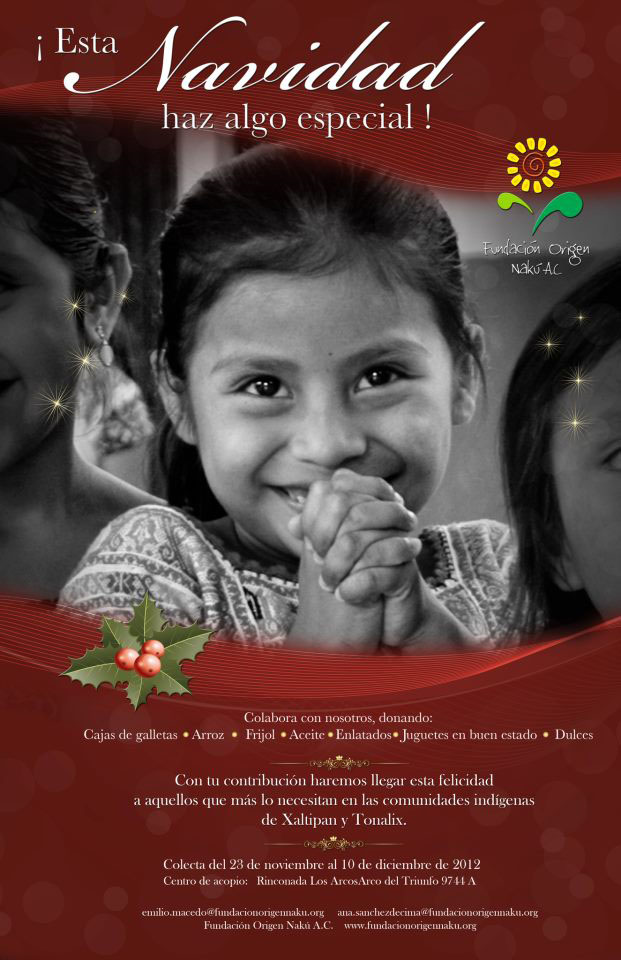 ¡ Esta Navidad
haz algo especial !
Fundación Origen
Nakú A.C
Colabora con nosotros, donando:
Cajas de galletas • Arroz • Frijol • Aceite • Enlatados • Juguetes en buen estado • Dulces
Con tu contribución haremos llegar esta felicidad
a aquellos que más lo necesitan en las comunidades indígenas
de Xaltipan y Tonalix.
Colecta del 23 de noviembre al 10 de diciembre de 2012
Centro de acopio: Rinconada Los ArcosArco del Triunfo 9744 A
emilio.macedo@fundacionorigennaku.org ana.sanchezdecima@fundacionorigennaku.org
Fundación Origen Nakú A.C. www.fundacionorigennaku.org